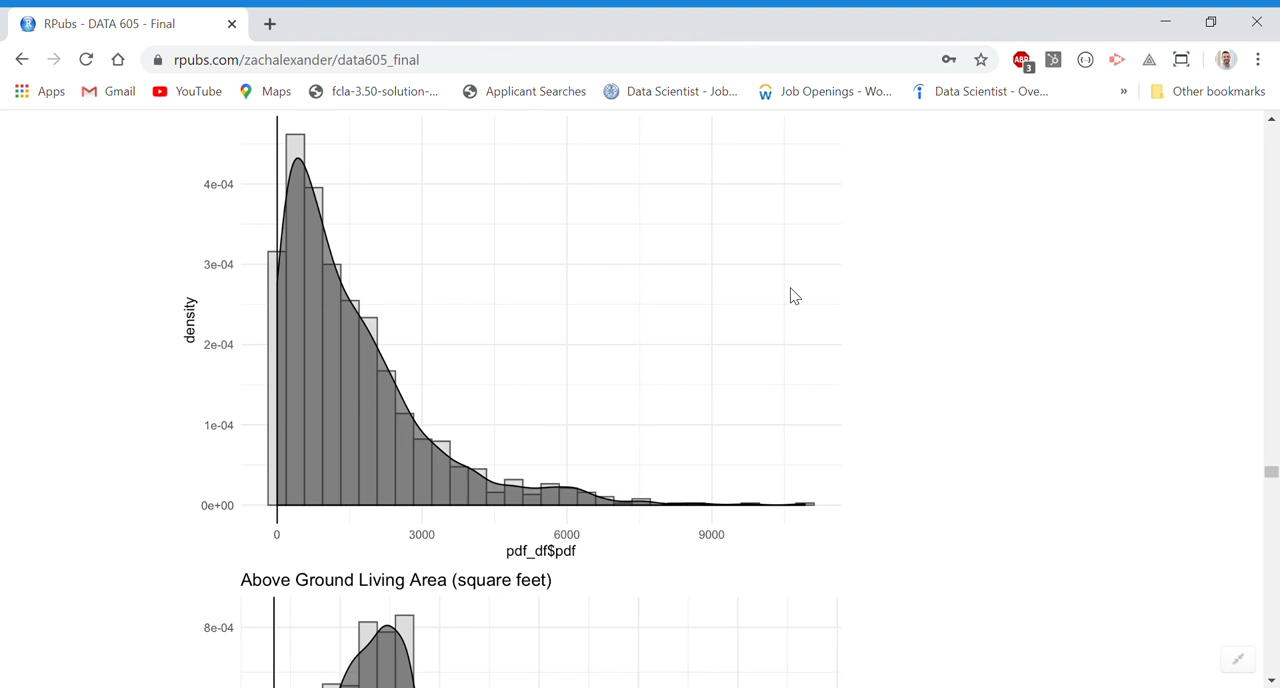 RPubs - DATA 605 - Final
rpubs.com/zachalexander/data605_final
ABP
3
Apps Gmail YouTube Maps fcla-3.50-solution-... Applicant Searches Data Scientist - Job... Job Openings - Wo... Data Scientist - Ove... » Other bookmarks
4e-04
3e-04
2e-04
1e-04
0e+00
density
0 3000 6000 9000
pdf_df$pdf
Above Ground Living Area (square feet)
8e-04